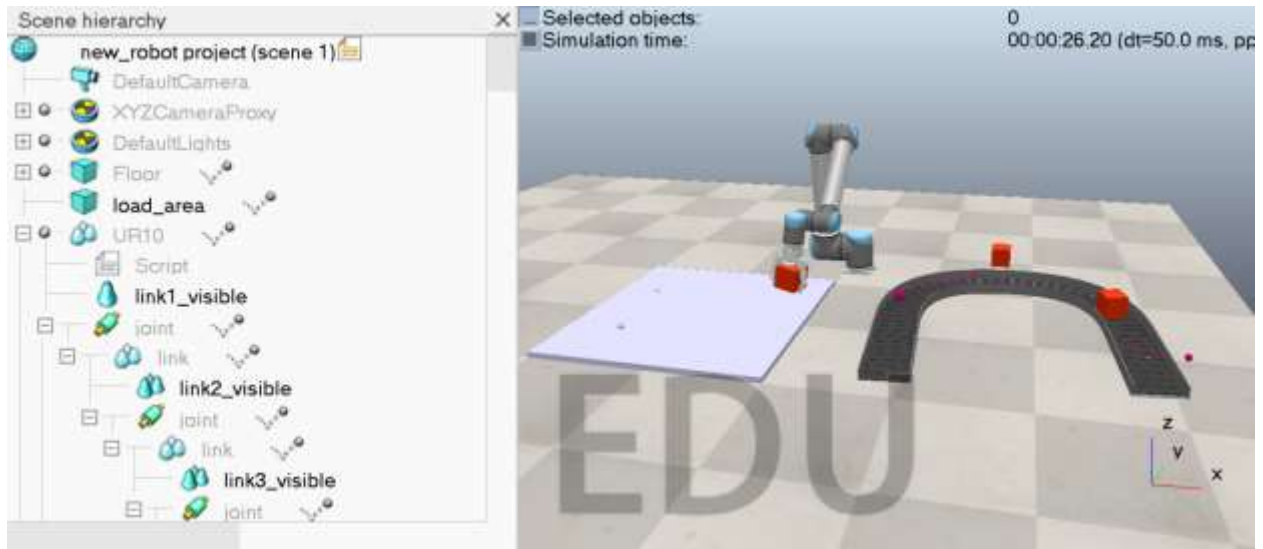 Scene hierarchy
new_robot project (scene 1)
DefaultCamera
XYZCameraProxy
DefaultLights
Floor
load_area
UR10
Script
link1_visible
joint
link
link2_visible
joint
link
link3_visible
joint
Selected objects: 0
Simulation time: 00:00:26.20 (dt=50.0 ms, pp
EDU
z
y
x